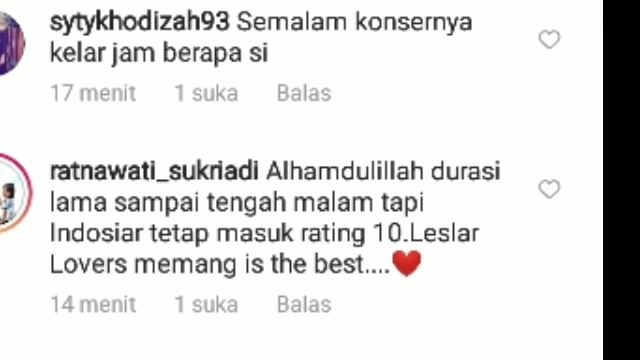 sytykhodizah93 Semalam konsernya
kelar jam berapa si
17 menit 1 suka Balas
ratnawati_sukriadi Alhamdulillah durasi
lama sampai tengah malam tapi
Indosiar tetap masuk rating 10.Leslar
Lovers memang is the best....❤️
14 menit 1 suka Balas